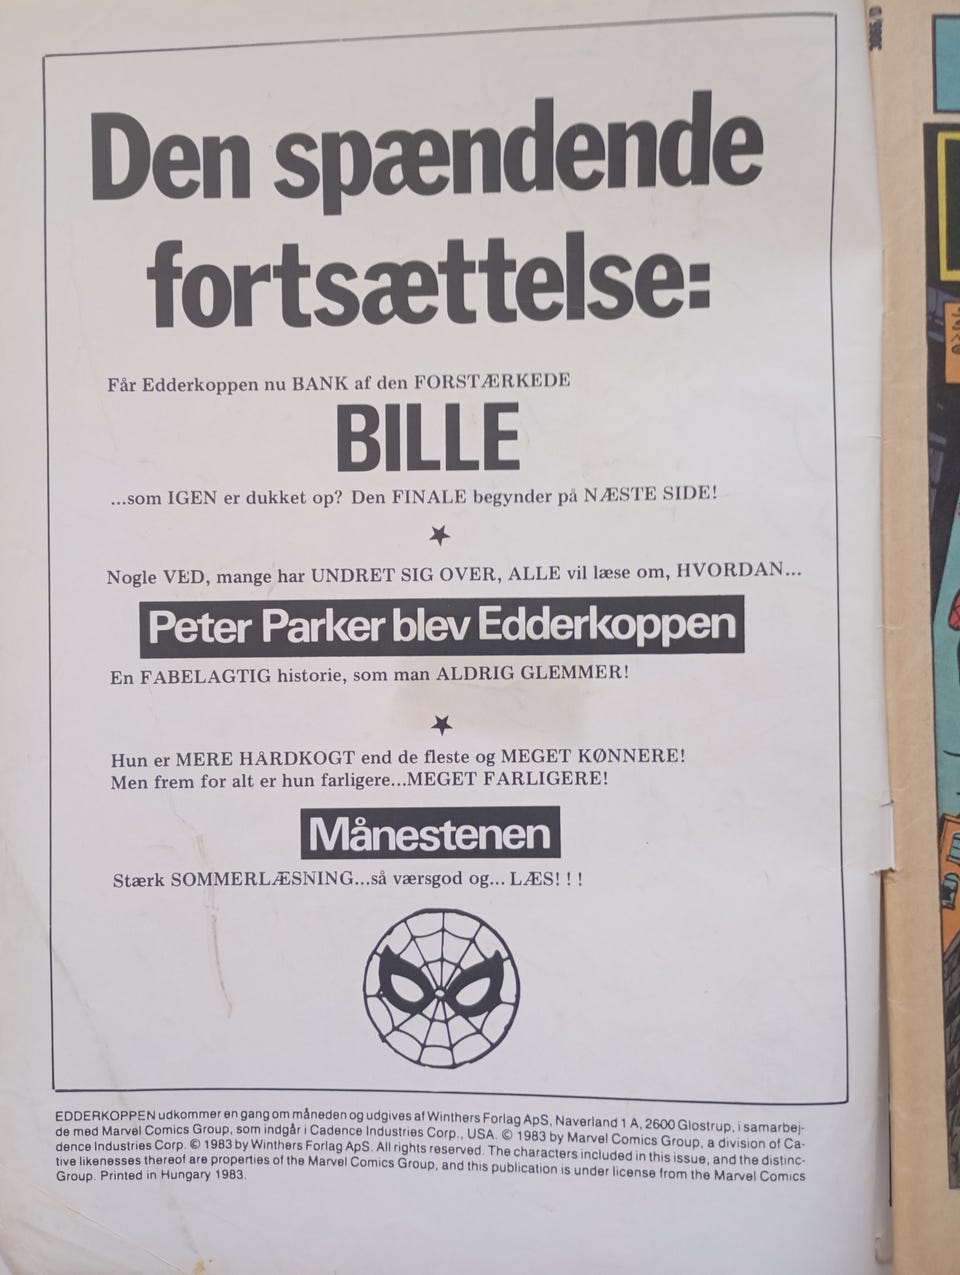 Den spændende
fortsættelse:
Får Edderkoppen nu BANK af den FORSTÆRKEDE
BILLE
...som IGEN er dukket op? Den FINALE begynder på NÆSTE SIDE!
Nogle VED, mange har UNDRET SIG OVER, ALLE vil læse om, HVORDAN...
Peter Parker blev Edderkoppen
En FABELAGTIG historie, som man ALDRIG GLEMMER!
Hun er MERE HÅRDKOGT end de fleste og MEGET KØNNERE!
Men frem for alt er hun farligere...MEGET FARLIGERE!
Månestenen
Stærk SOMMERLÆSNING...så værsgod og... LÆS! ! !
EDDERKOPPEN udkommer en gang om måneden og udgives af Winthers Forlag ApS, Naverland 1 A, 2600 Glostrup, i samarbej-
de med Marvel Comics Group, som indgår i Cadence Industries Corp., USA. © 1983 by Marvel Comics Group, a division of Ca-
dence Industries Corp. © 1983 by Winthers Forlag ApS. All rights reserved. The characters included in this issue, and the distinc-
tive likenesses thereof are properties of the Marvel Comics Group, and this publication is under license from the Marvel Comics
Group. Printed in Hungary 1983.